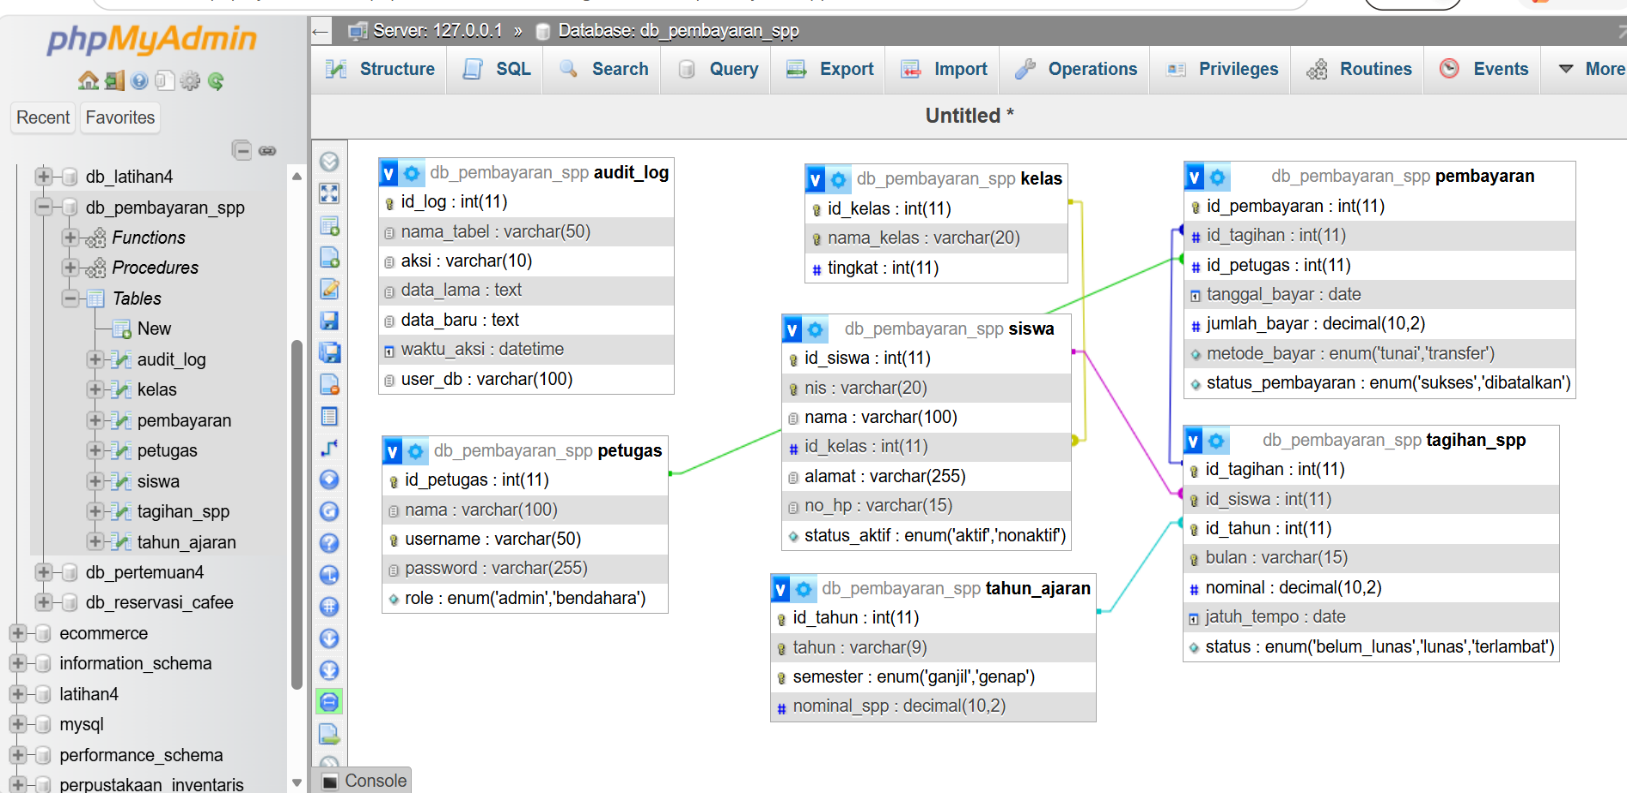 phpMyAdmin
Recent
Favorites
db_latihan4
db_pembayaran_spp
Functions
Procedures
Tables
New
audit_log
kelas
pembayaran
petugas
siswa
tagihan_spp
tahun_ajaran
db_pertemuan4
db_reservasi_cafee
ecommerce
information_schema
latihan4
mysql
performance_schema
perpustakaan_inventaris
Server: 127.0.0.1 » Database: db_pembayaran_spp
Structure SQL Search Query Export Import Operations Privileges Routines Events More
Untitled *
db_pembayaran_spp audit_log
id_log : int(11)
nama_tabel : varchar(50)
aksi : varchar(10)
data_lama : text
data_baru : text
waktu_aksi : datetime
user_db : varchar(100)
db_pembayaran_spp kelas
id_kelas : int(11)
nama_kelas : varchar(20)
tingkat : int(11)
db_pembayaran_spp pembayaran
id_pembayaran : int(11)
id_tagihan : int(11)
id_petugas : int(11)
tanggal_bayar : date
jumlah_bayar : decimal(10,2)
metode_bayar : enum('tunai','transfer')
status_pembayaran : enum('sukses','dibatalkan')
db_pembayaran_spp siswa
id_siswa : int(11)
nis : varchar(20)
nama : varchar(100)
id_kelas : int(11)
alamat : varchar(255)
no_hp : varchar(15)
status_aktif : enum('aktif','nonaktif')
db_pembayaran_spp petugas
id_petugas : int(11)
nama : varchar(100)
username : varchar(50)
password : varchar(255)
role : enum('admin','bendahara')
db_pembayaran_spp tagihan_spp
id_tagihan : int(11)
id_siswa : int(11)
id_tahun : int(11)
bulan : varchar(15)
nominal : decimal(10,2)
jatuh_tempo : date
status : enum('belum_lunas','lunas','terlambat')
db_pembayaran_spp tahun_ajaran
id_tahun : int(11)
tahun : varchar(9)
semester : enum('ganjil','genap')
nominal_spp : decimal(10,2)
Console